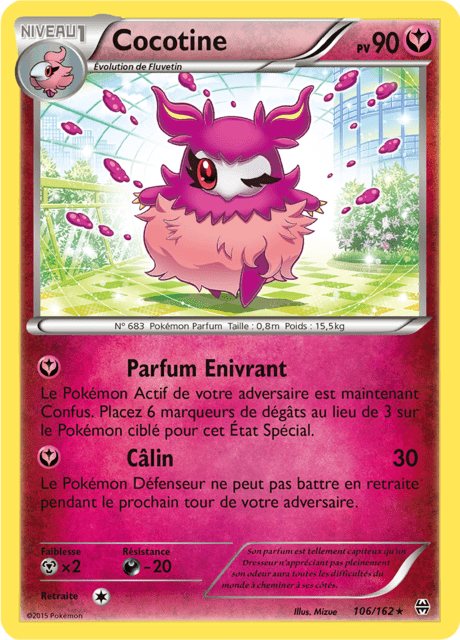 NIVEAU 1
Cocotine
PV 90
Évolution de Fluvetin
N° 683 Pokémon Parfum Taille : 0,8m Poids : 15,5kg
Parfum Enivrant
Le Pokémon Actif de votre adversaire est maintenant
Confus. Placez 6 marqueurs de dégâts au lieu de 3 sur
le Pokémon ciblé pour cet État Spécial.
Câlin 30
Le Pokémon Défenseur ne peut pas battre en retraite
pendant le prochain tour de votre adversaire.
Faiblesse
×2
Résistance
-20
Retraite
Son parfum est tellement capiteux qu'un
Dresseur n'appréciant pas pleinement
son odeur aura toutes les difficultés du
monde à cheminer à ses côtés.
©2015 Pokémon
Illus. Mizue
106/162 ★